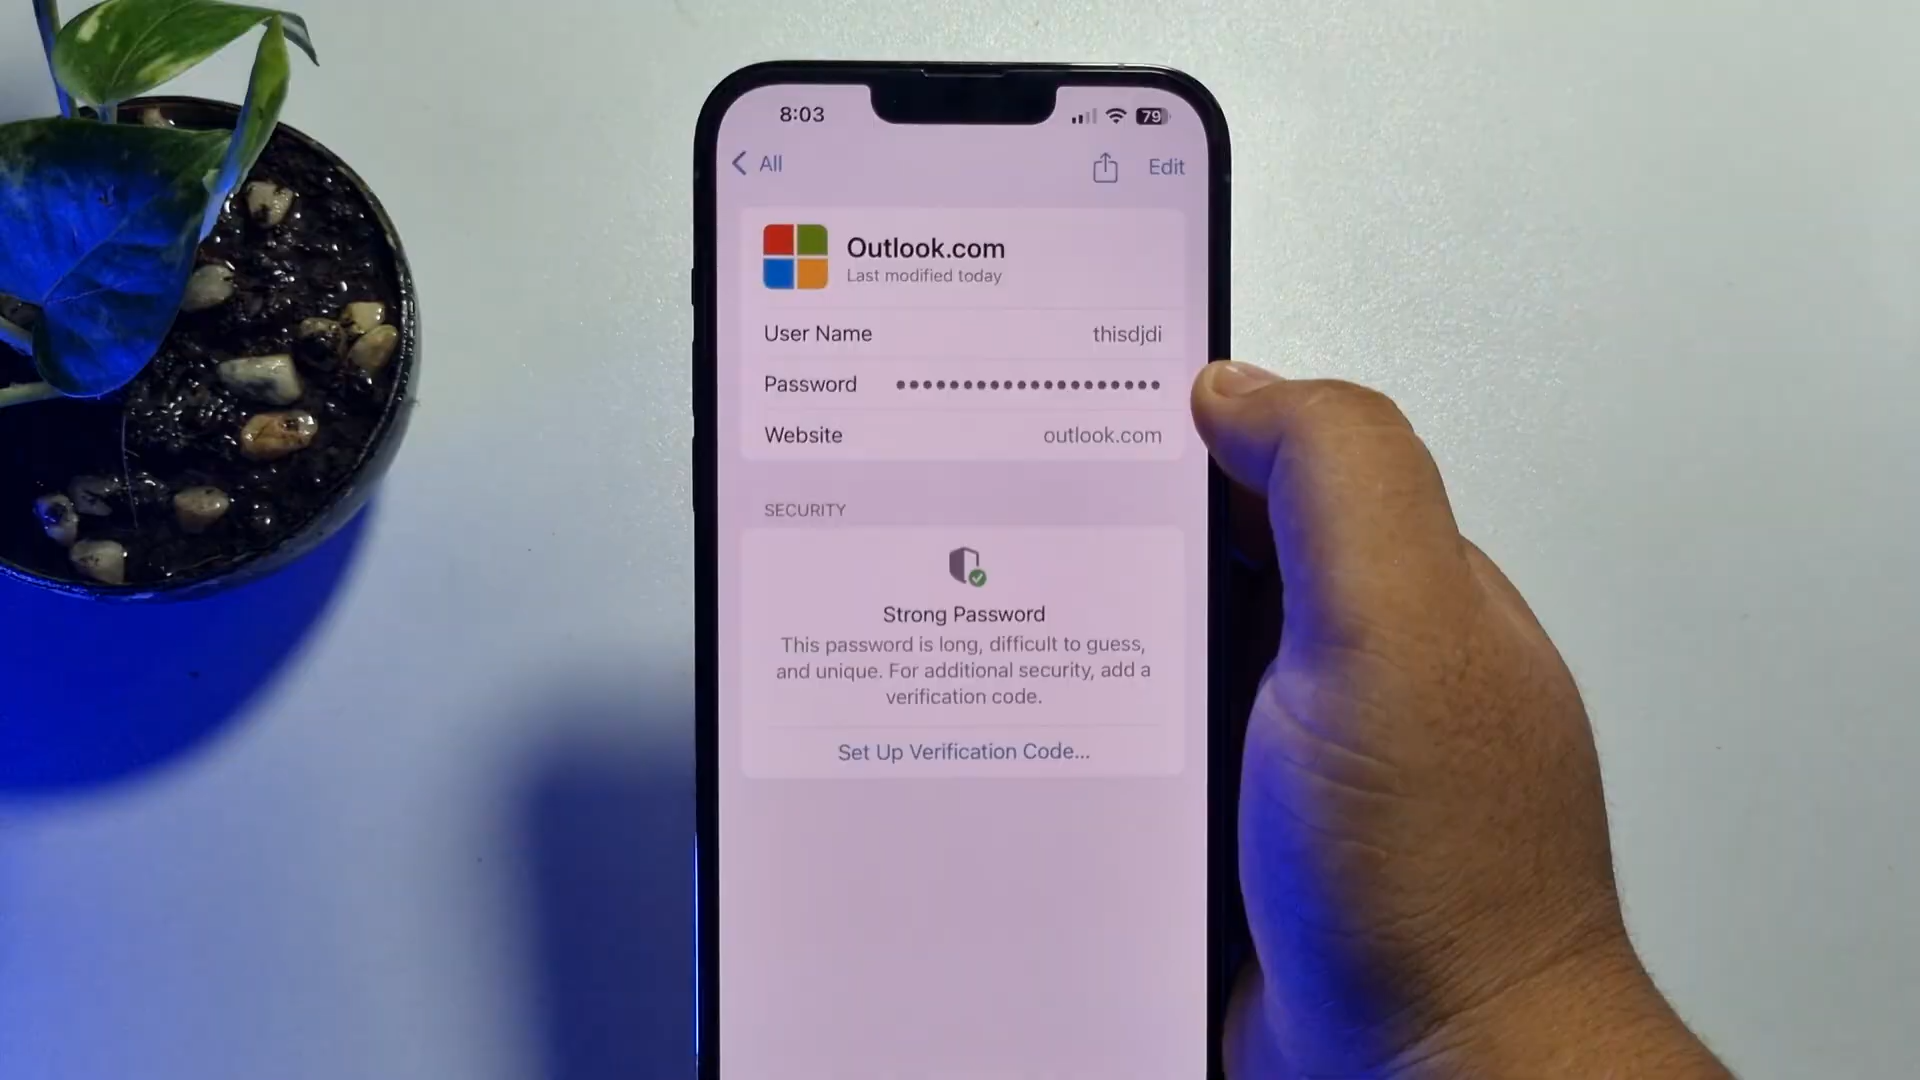 8:03
79
All
Edit
Outlook.com
Last modified today
User Name thisdjdi
Password ••••••••••••••••••••
Website outlook.com
SECURITY
Strong Password
This password is long, difficult to guess,
and unique. For additional security, add a
verification code.
Set Up Verification Code...